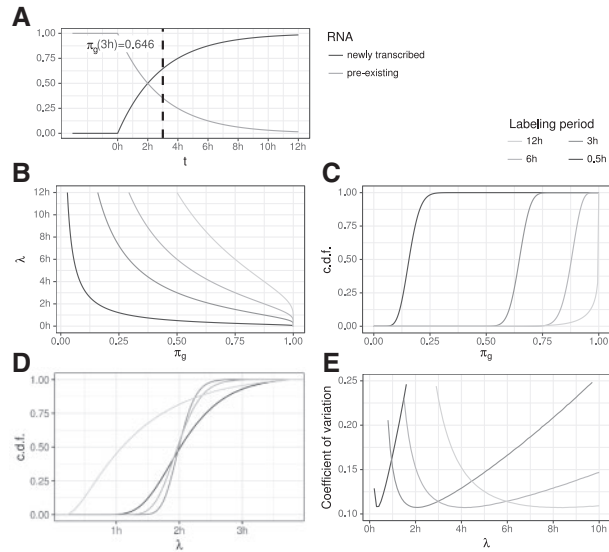 A
RNA
newly transcribed
pre-existing
π_g(3h)=0.646
1.00
0.75
0.50
0.25
0.00
0h 2h 4h 6h 8h 10h 12h
t
Labeling period
12h 3h
6h 0.5h
B
12h
10h
8h
6h
4h
2h
0h
λ
0.00 0.25 0.50 0.75 1.00
π_g
C
1.00
0.75
0.50
0.25
0.00
c.d.f.
0.00 0.25 0.50 0.75 1.00
π_g
D
1.00
0.75
0.50
0.25
0.00
c.d.f.
1h 2h 3h
λ
E
0.25
0.20
0.15
0.10
Coefficient of variation
0h 2h 4h 6h 8h 10h
λ